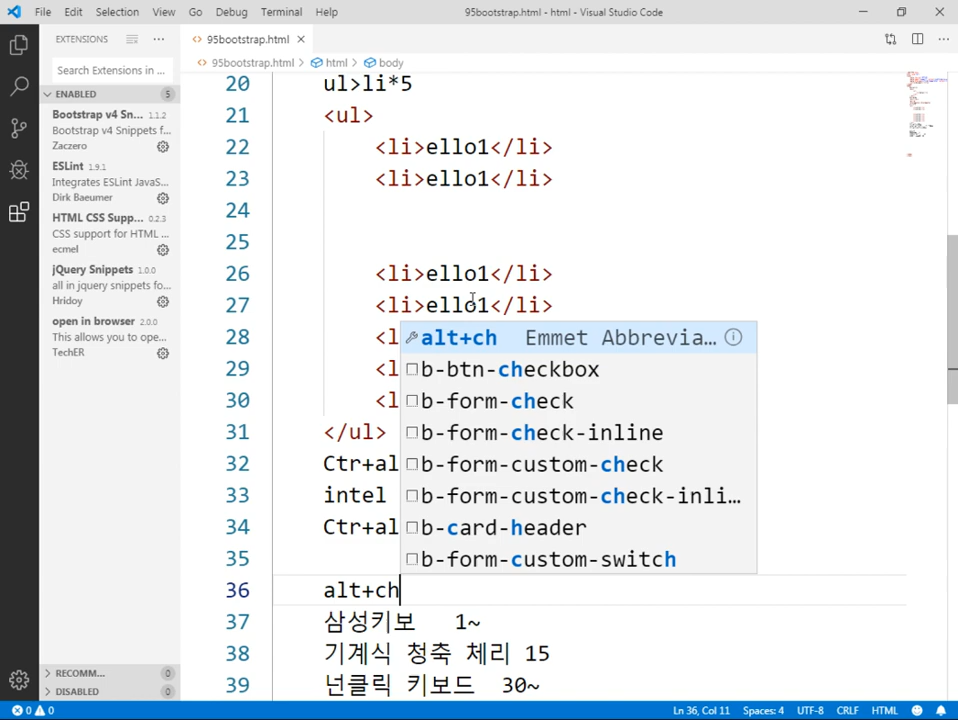 File Edit Selection View Go Debug Terminal Help 95bootstrap.html - html - Visual Studio Code
EXTENSIONS
95bootstrap.html
Search Extensions in ...
95bootstrap.html > html > body
ENABLED 5
Bootstrap v4 Sn... 1.1.2
Bootstrap v4 Snippets f...
Zaczero
ESLint 1.9.1
Integrates ESLint JavaS...
Dirk Baeumer
HTML CSS Supp... 0.2.3
CSS support for HTML ...
ecmel
jQuery Snippets 1.0.0
all in jquery snippets fo...
Hridoy
open in browser 2.0.0
This allows you to ope...
TechER
RECOMM... 0
DISABLED 0
20 ul>li*5
21 <ul>
22 <li>ello1</li>
23 <li>ello1</li>
24
25
26 <li>ello1</li>
27 <li>ello1</li>
28 <l
29 <l
30 <l
31 </ul>
32 Ctr+al
33 intel
34 Ctr+al
35
36 alt+ch
37 삼성키보 1~
38 기계식 청축 체리 15
39 넌클릭 키보드 30~
alt+ch Emmet Abbrevia...
b-btn-checkbox
b-form-check
b-form-check-inline
b-form-custom-check
b-form-custom-check-inli...
b-card-header
b-form-custom-switch
0 0 Ln 36, Col 11 Spaces: 4 UTF-8 CRLF HTML